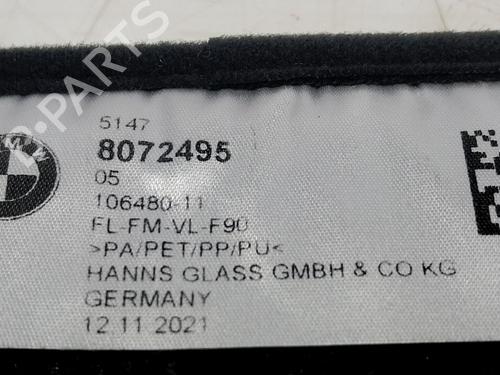 5147
8072495
05
106480-11
FL-FM-VL-F90
>PA/PET/PP/PU<
HANNS GLASS GMBH & CO KG
GERMANY
12 11 2021
B-Parts